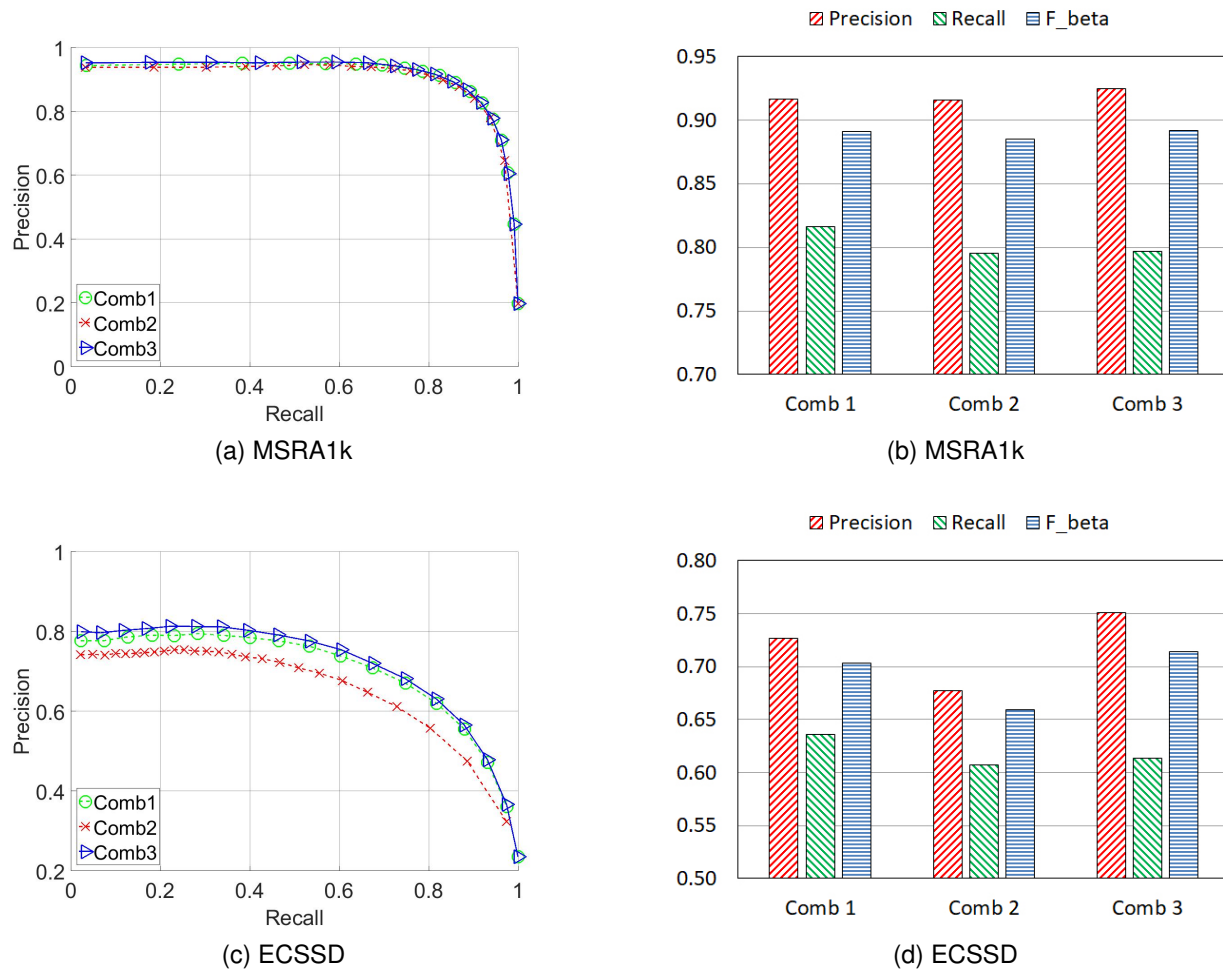 Precision
1
0.8
0.6
0.4
0.2
0
Comb1
Comb2
Comb3
0 0.2 0.4 0.6 0.8 1
Recall
(a) MSRA1k
Precision Recall F_beta
0.95
0.90
0.85
0.80
0.75
0.70
Comb 1 Comb 2 Comb 3
(b) MSRA1k
Precision
1
0.8
0.6
0.4
0.2
Comb1
Comb2
Comb3
0 0.2 0.4 0.6 0.8 1
Recall
(c) ECSSD
Precision Recall F_beta
0.80
0.75
0.70
0.65
0.60
0.55
0.50
Comb 1 Comb 2 Comb 3
(d) ECSSD